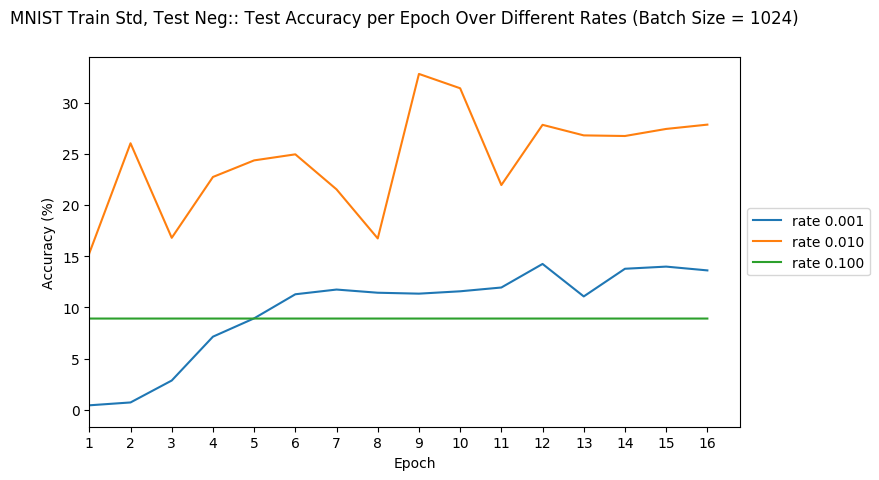 MNIST Train Std, Test Neg:: Test Accuracy per Epoch Over Different Rates (Batch Size = 1024)
Accuracy (%)
30
25
20
15
10
5
0
1 2 3 4 5 6 7 8 9 10 11 12 13 14 15 16
Epoch
rate 0.001
rate 0.010
rate 0.100